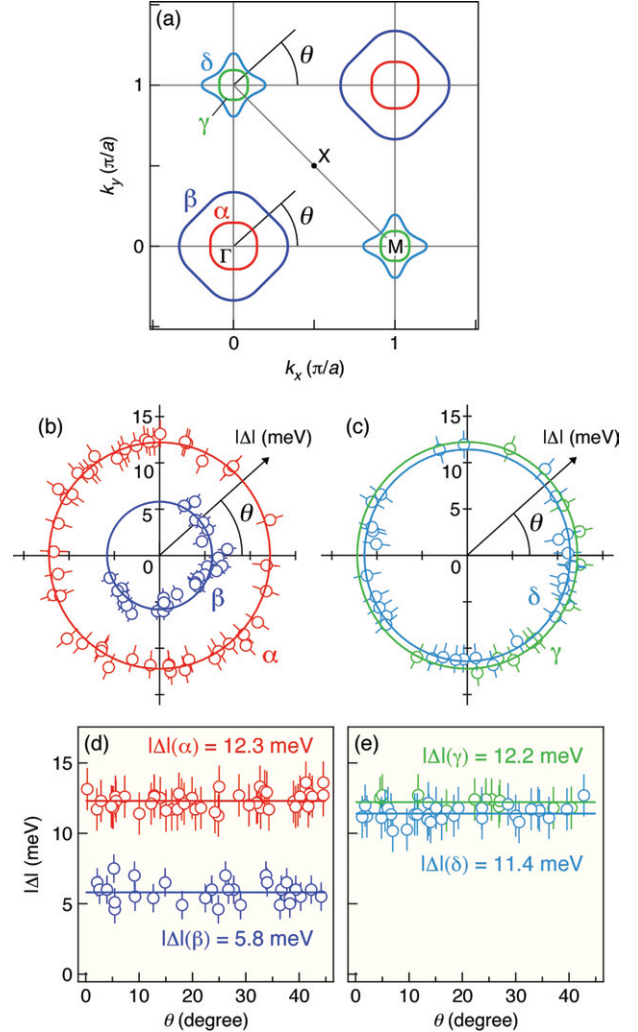 (a)
δ
θ
1
γ
X
k_y (π/a)
β
α
θ
0
Γ
M
0
1
k_x (π/a)
(b)
15
|Δ| (meV)
10
5
θ
0
β
α
(c)
15
|Δ| (meV)
10
5
θ
0
δ
γ
(d)
|Δ|(α) = 12.3 meV
15
10
|Δ| (meV)
5
|Δ|(β) = 5.8 meV
0
0 10 20 30 40
θ (degree)
(e)
|Δ|(γ) = 12.2 meV
|Δ|(δ) = 11.4 meV
0 10 20 30 40
θ (degree)